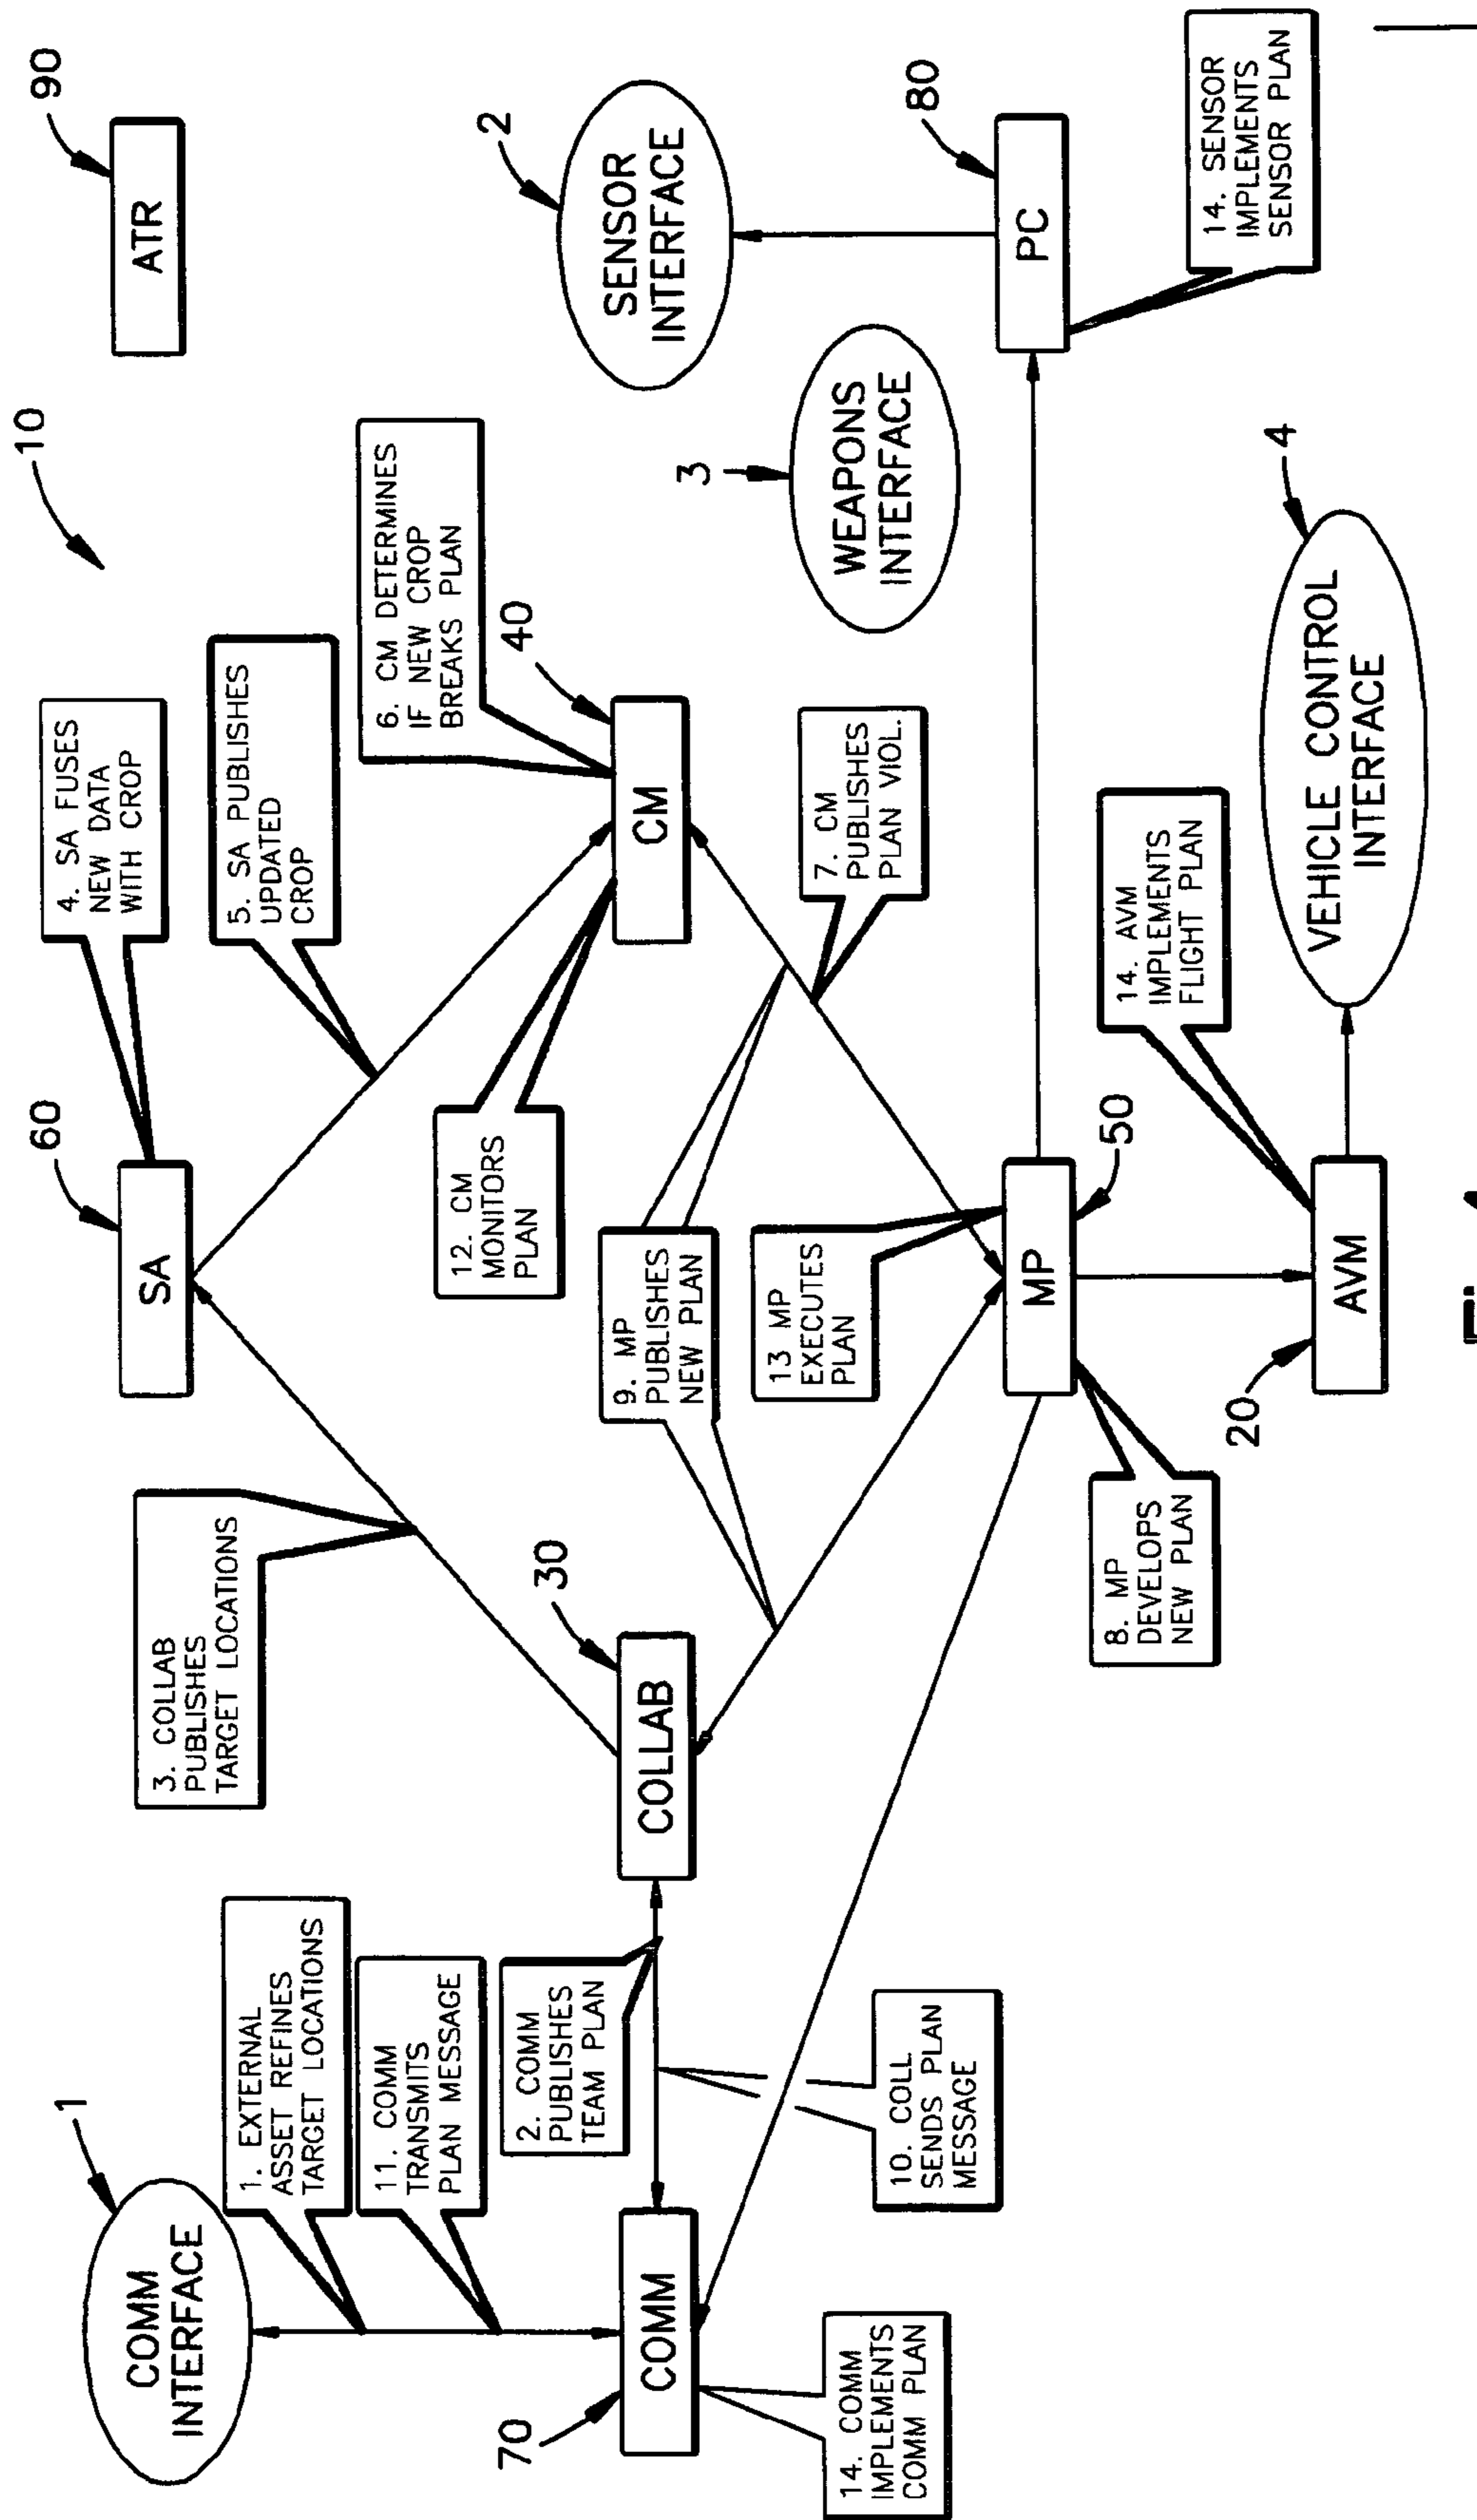 COMM
INTERFACE
1
1. EXTERNAL
ASSET REFINES
TARGET LOCATIONS
11. COMM
TRANSMITS
PLAN MESSAGE
2. COMM
PUBLISHES
TEAM PLAN
70
COMM
14. COMM
IMPLEMENTS
COMM PLAN
10. COLL
SENDS PLAN
MESSAGE
3. COLLAB
PUBLISHES
TARGET LOCATIONS
30
COLLAB
60
SA
4. SA FUSES
NEW DATA
WITH CROP
5. SA PUBLISHES
UPDATED
CROP
12. CM
MONITORS
PLAN
9. MP
PUBLISHES
NEW PLAN
13 MP
EXECUTES
PLAN
8. MP
DEVELOPS
NEW PLAN
MP
50
20
AVM
14. AVM
IMPLEMENTS
FLIGHT PLAN
10
6. CM DETERMINES
IF NEW CROP
BREAKS PLAN
40
CM
7. CM
PUBLISHES
PLAN VIOL.
VEHICLE CONTROL
INTERFACE
4
3
WEAPONS
INTERFACE
90
ATR
2
SENSOR
INTERFACE
80
PC
14. SENSOR
IMPLEMENTS
SENSOR PLAN